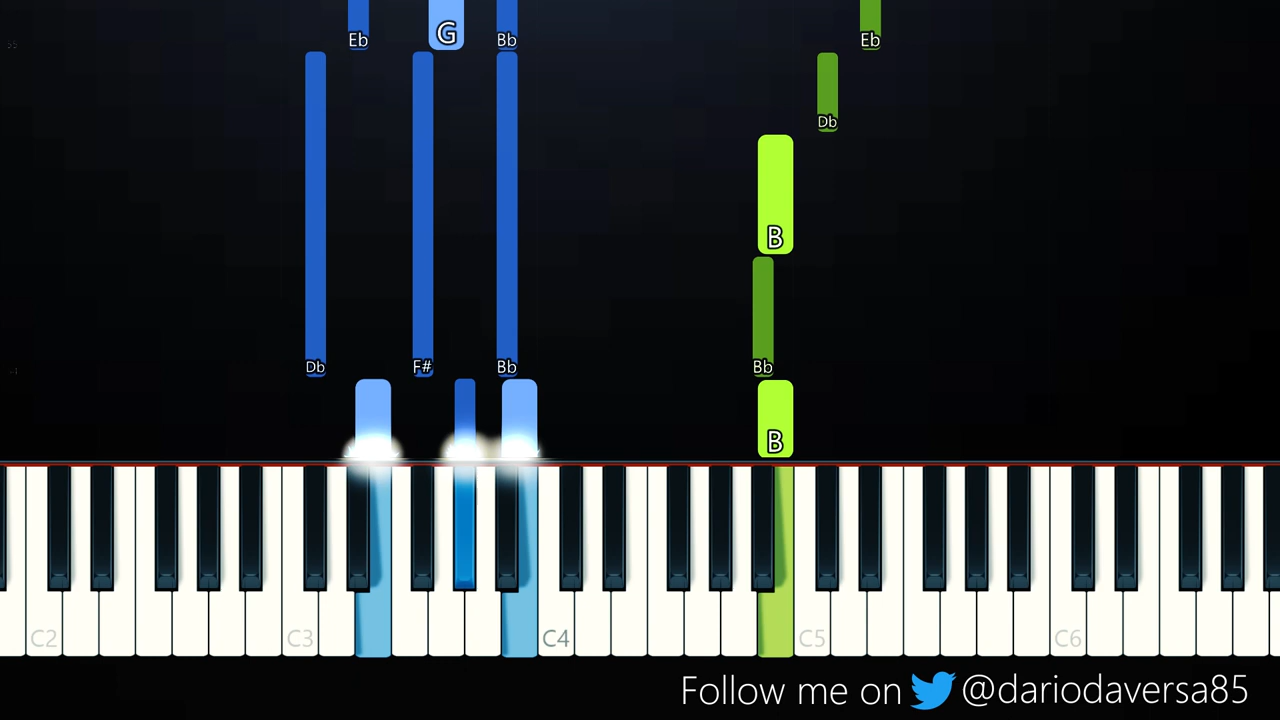 Eb G Bb Eb
Db
B
Db F# Bb Bb
B
C2 C3 C4 C5 C6
Follow me on @dariodaversa85